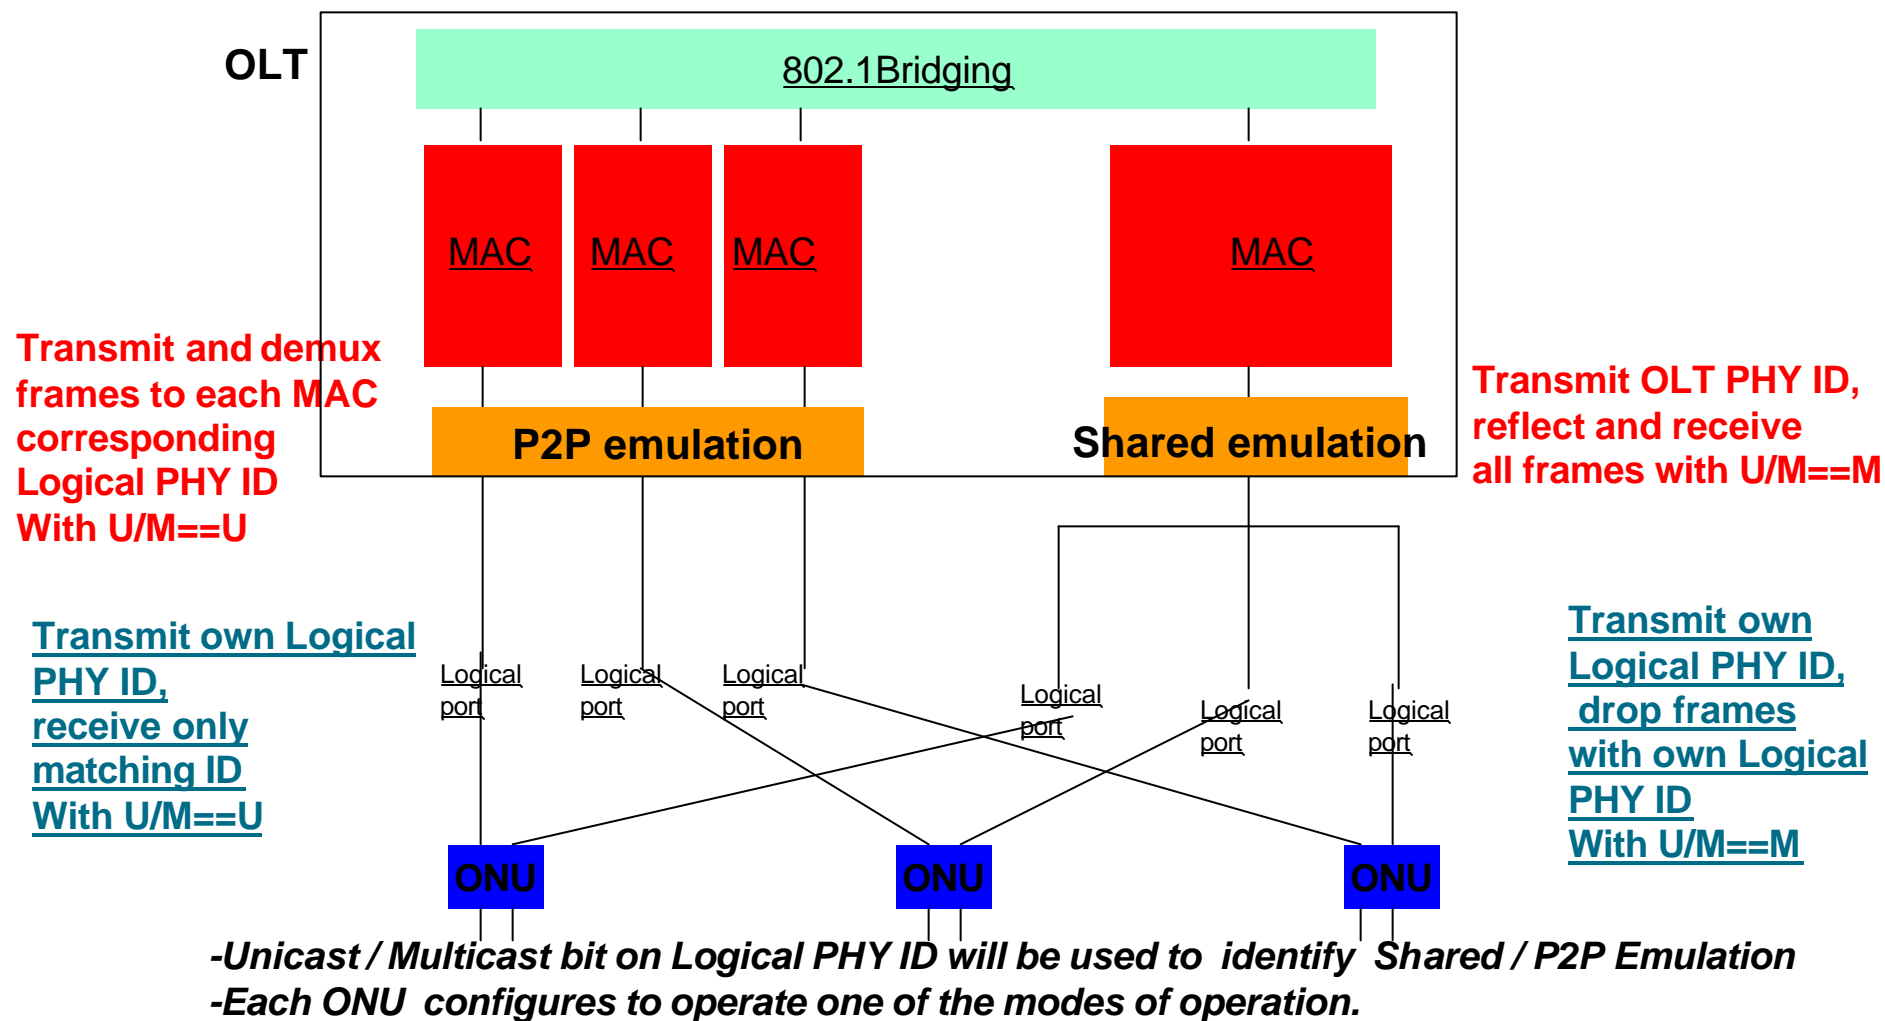 OLT
802.1Bridging
MAC
MAC
MAC
MAC
Transmit and demux
frames to each MAC
corresponding
Logical PHY ID
With U/M==U
P2P emulation
Shared emulation
Transmit OLT PHY ID,
reflect and receive
all frames with U/M==M
Transmit own Logical
PHY ID,
receive only
matching ID
With U/M==U
Logical
port
Logical
port
Logical
port
Logical
port
Logical
port
Logical
port
Transmit own
Logical PHY ID,
drop frames
with own Logical
PHY ID
With U/M==M
ONU
ONU
ONU
-Unicast / Multicast bit on Logical PHY ID will be used to identify Shared / P2P Emulation
-Each ONU configures to operate one of the modes of operation.